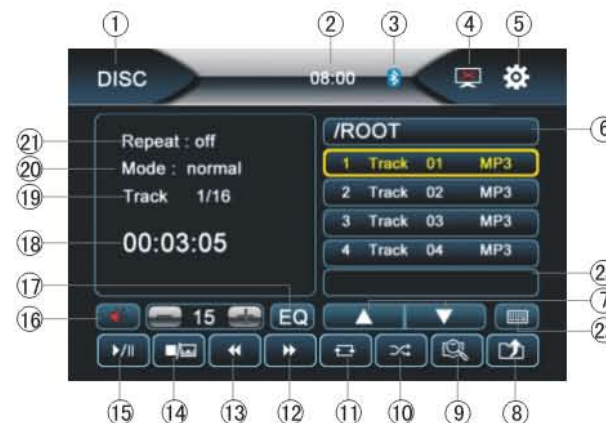 ① ② ③ ④ ⑤
DISC 08:00
Repeat : off
Mode : normal
Track 1/16
00:03:05
/ROOT
1 Track 01 MP3
2 Track 02 MP3
3 Track 03 MP3
4 Track 04 MP3
15 EQ
㉑
⑳
⑲
⑱
⑰
⑯
⑥
⑦
⑮ ⑭ ⑬ ⑫ ⑪ ⑩ ⑨ ⑧